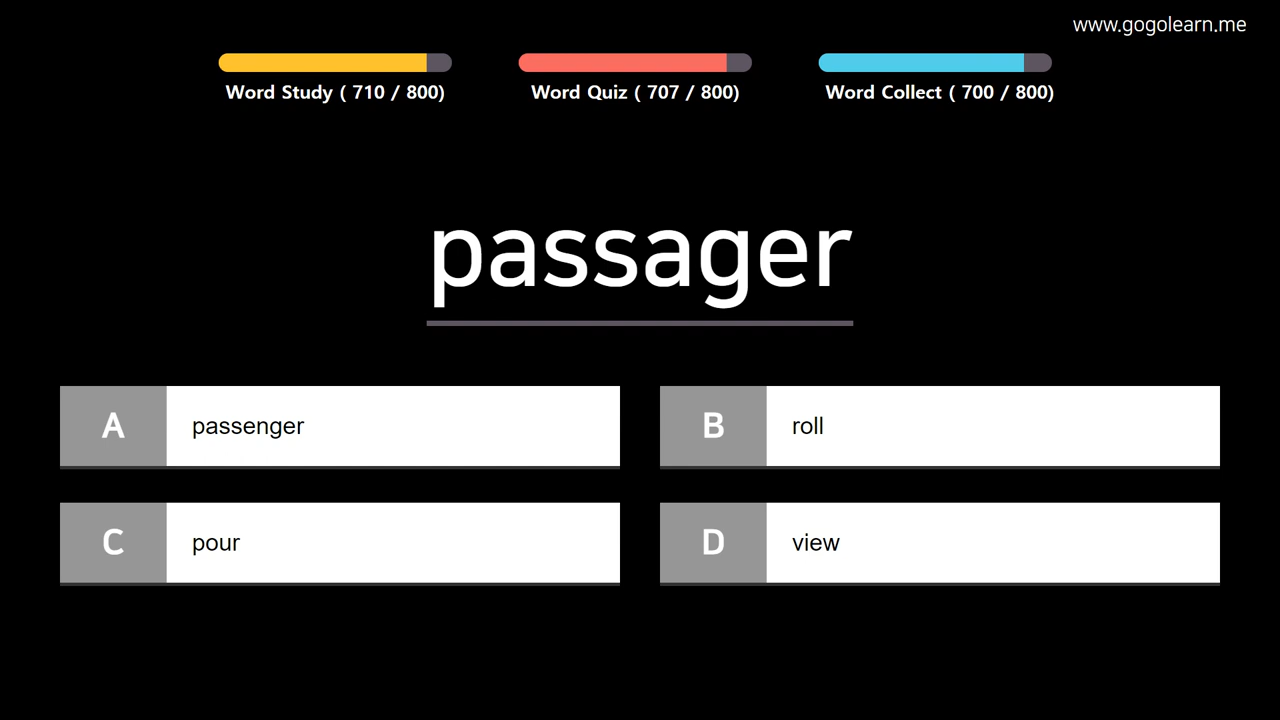 www.gogolearn.me
Word Study ( 710 / 800)
Word Quiz ( 707 / 800)
Word Collect ( 700 / 800)
passager
A passenger
B roll
C pour
D view